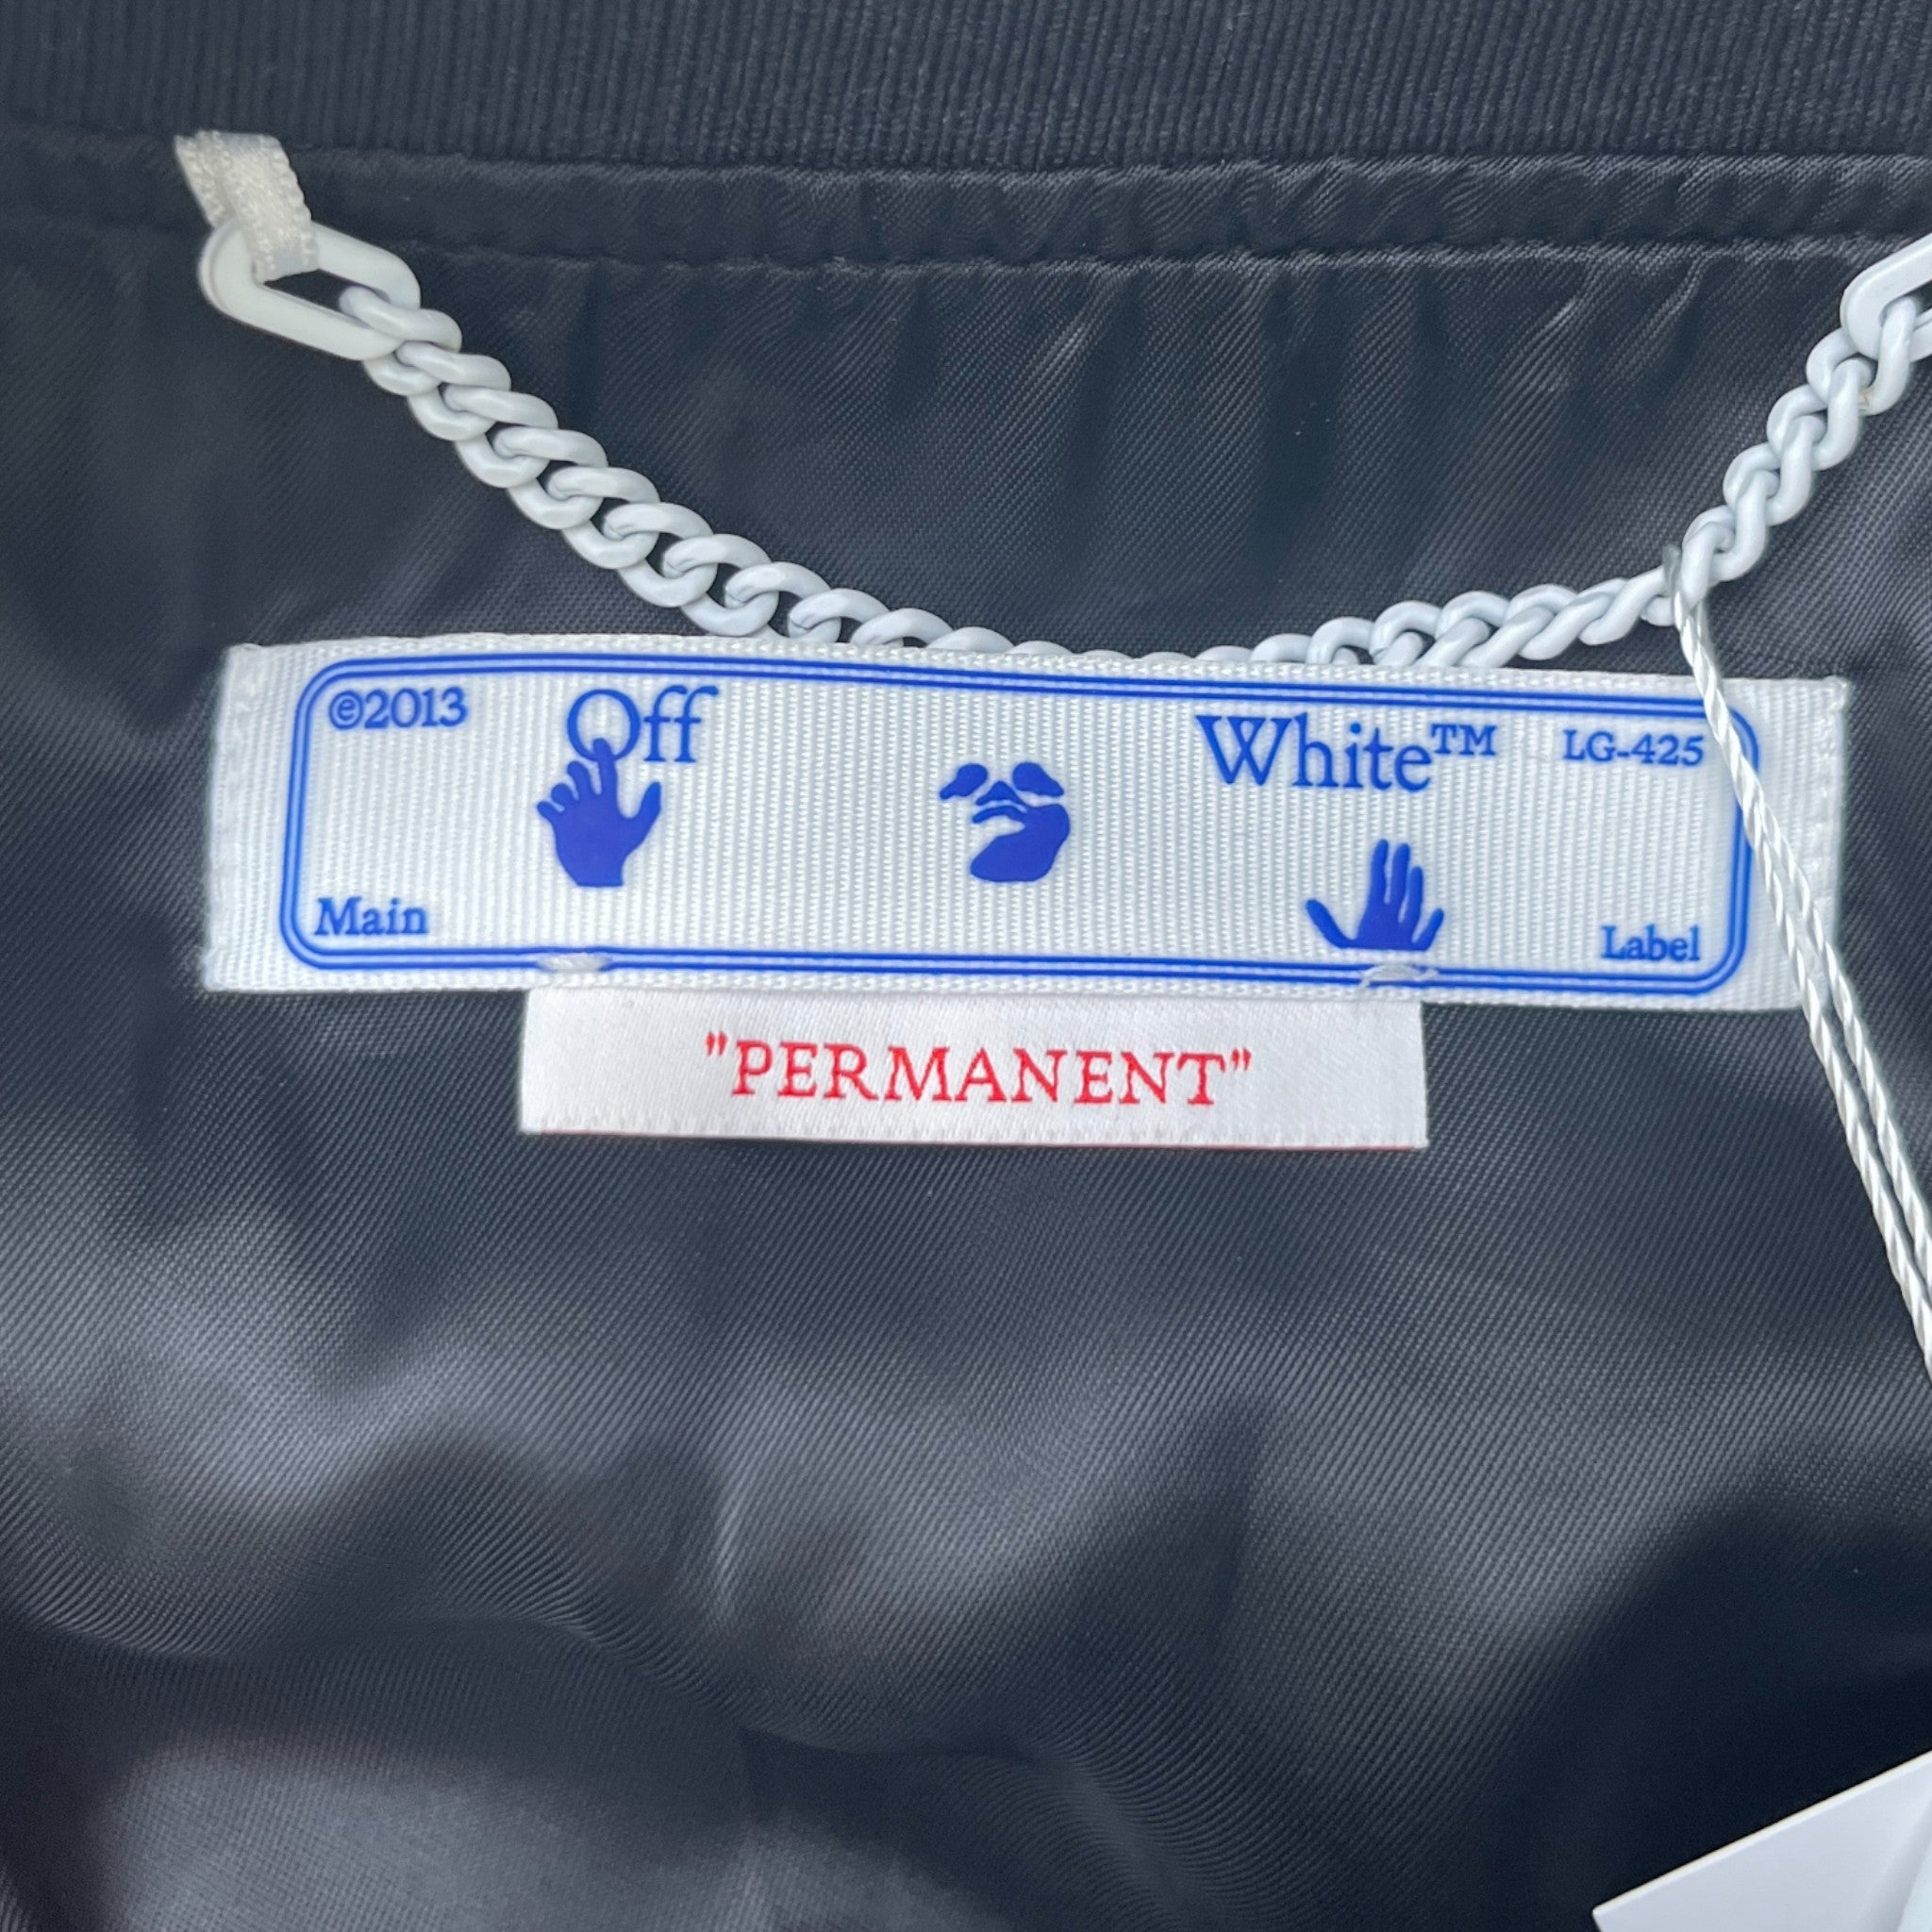 ©2013 Off White™ LG-425
Main Label
"PERMANENT"